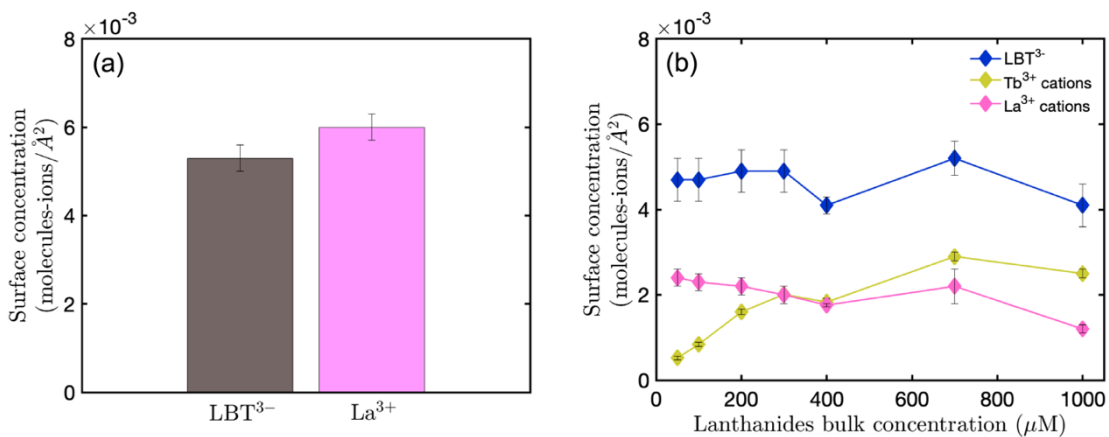 ×10⁻³
8
(a)
6
4
2
0
Surface concentration
(molecules-ions/Å²)
LBT³⁻
La³⁺
×10⁻³
8
(b)
6
4
2
0
Surface concentration
(molecules-ions/Å²)
LBT³⁻
Tb³⁺ cations
La³⁺ cations
0 200 400 600 800 1000
Lanthanides bulk concentration (μM)